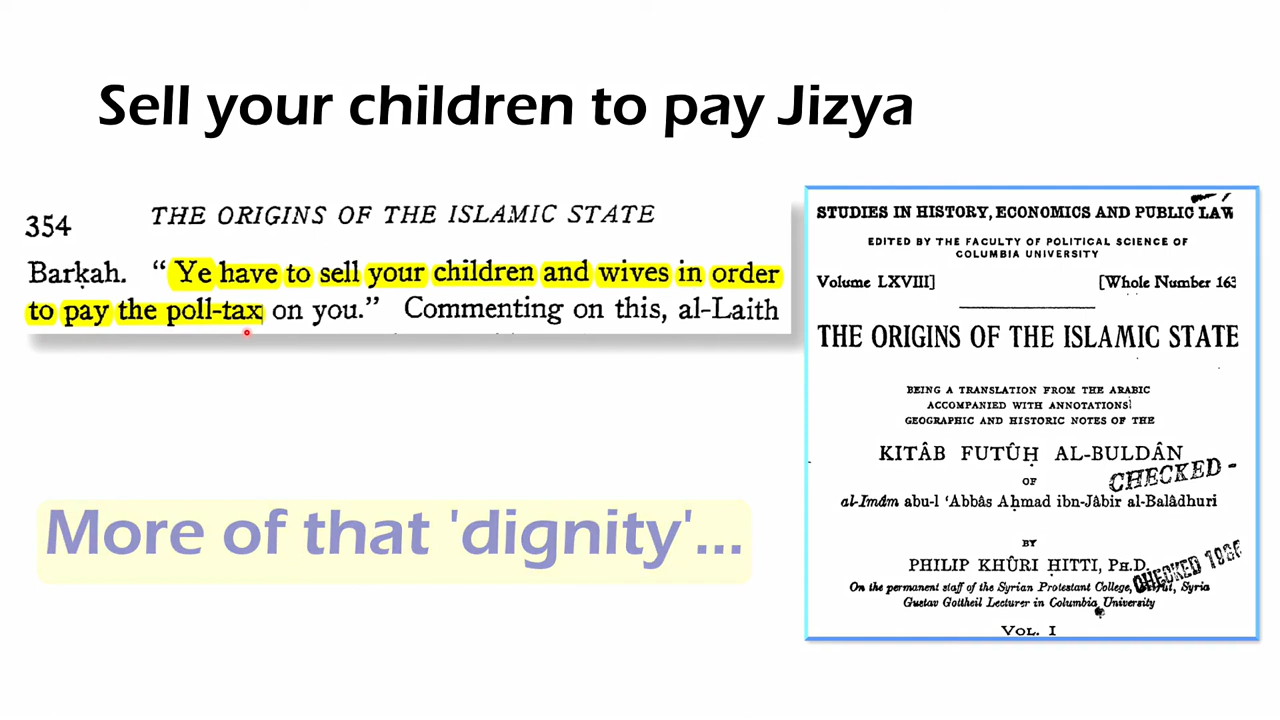 Sell your children to pay Jizya
354 THE ORIGINS OF THE ISLAMIC STATE
Barḳah. “Ye have to sell your children and wives in order
to pay the poll-tax on you.” Commenting on this, al-Laith
More of that 'dignity'...
STUDIES IN HISTORY, ECONOMICS AND PUBLIC LAW
EDITED BY THE FACULTY OF POLITICAL SCIENCE OF
COLUMBIA UNIVERSITY
Volume LXVIII] [Whole Number 163
THE ORIGINS OF THE ISLAMIC STATE
BEING A TRANSLATION FROM THE ARABIC
ACCOMPANIED WITH ANNOTATIONS
GEOGRAPHIC AND HISTORIC NOTES OF THE
KITÂB FUTÛḤ AL-BULDÂN
CHECKED -
OF
al-Imâm abu-l ‘Abbâs Aḥmad ibn-Jâbir al-Balâdhuri
BY
PHILIP KHÛRI ḤITTI, PH.D.
CHECKED
On the permanent staff of the Syrian Protestant College, Syria
Gustav Gottheil Lecturer in Columbia University
VOL. I